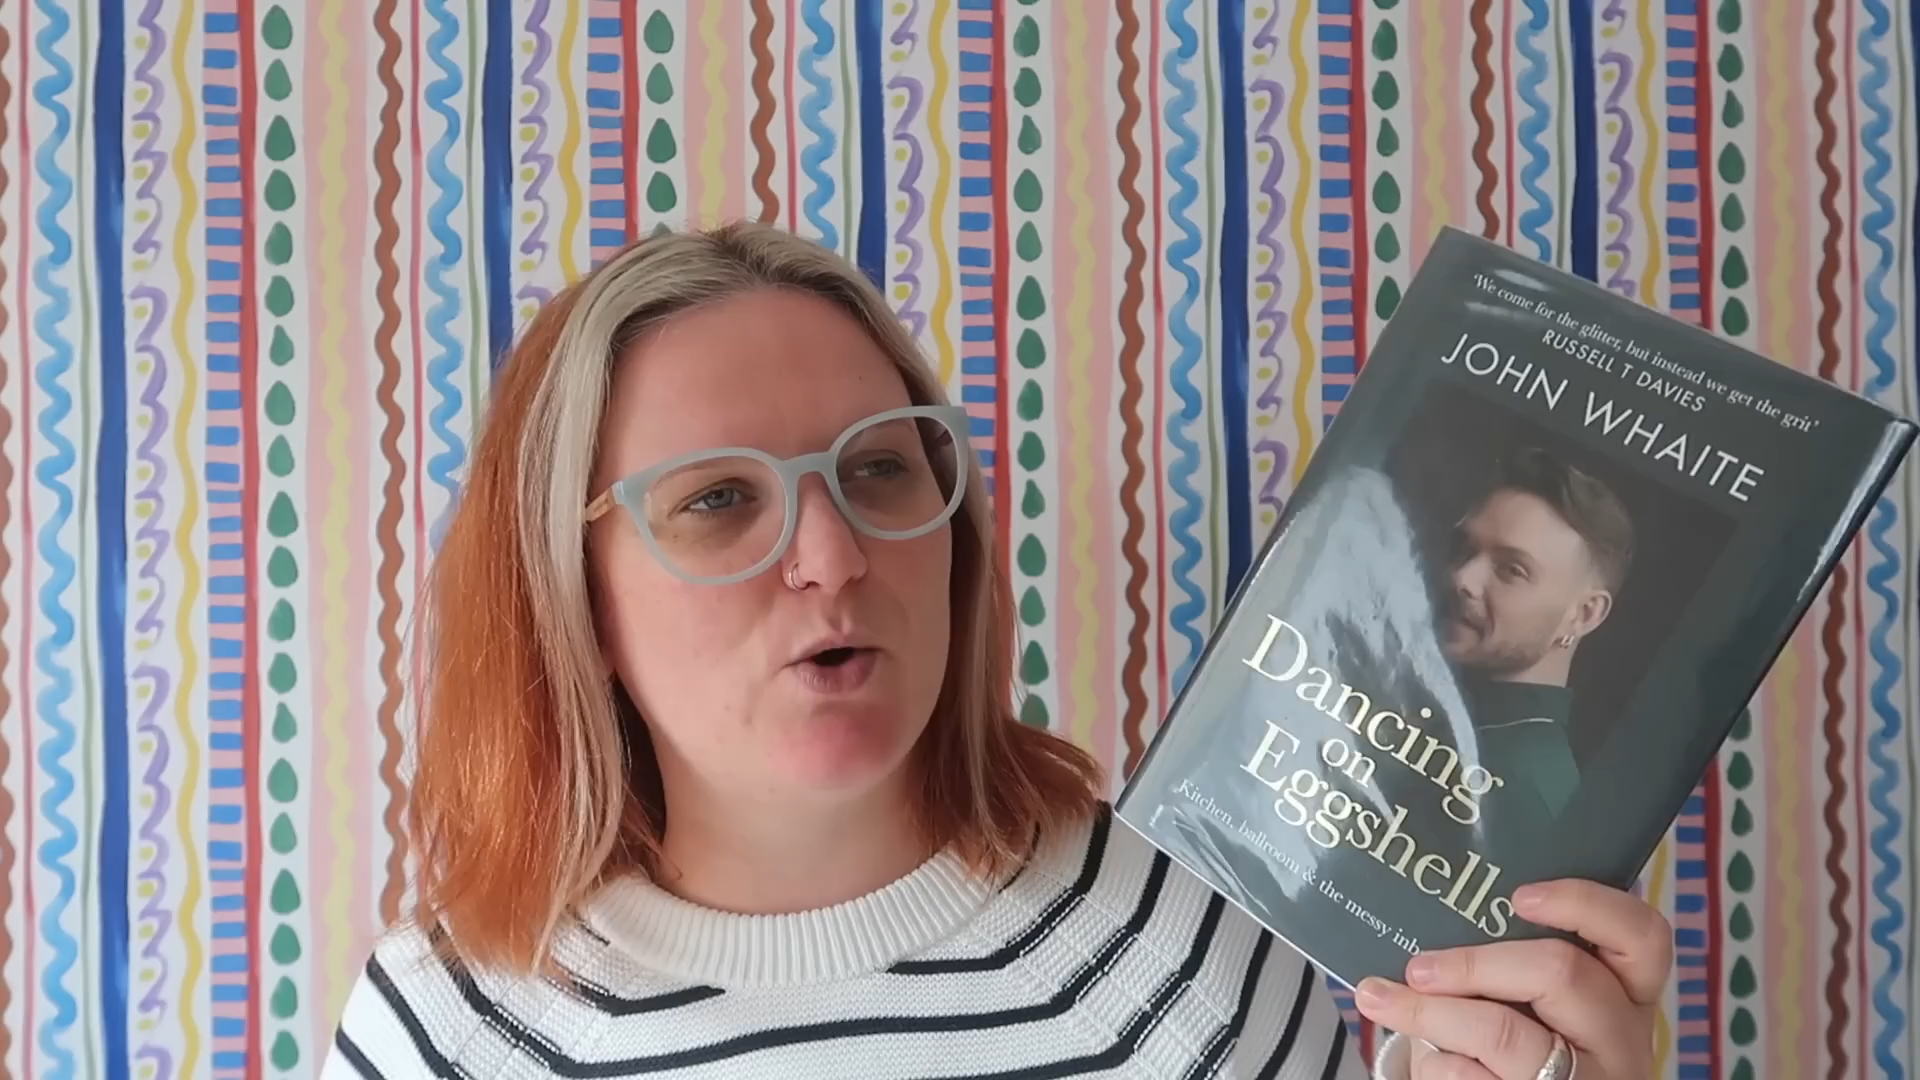 'We come for the glitter, but instead we get the grit'
RUSSELL T DAVIES
JOHN WHAITE
Dancing
on
Eggshells
Kitchen, ballroom & the messy